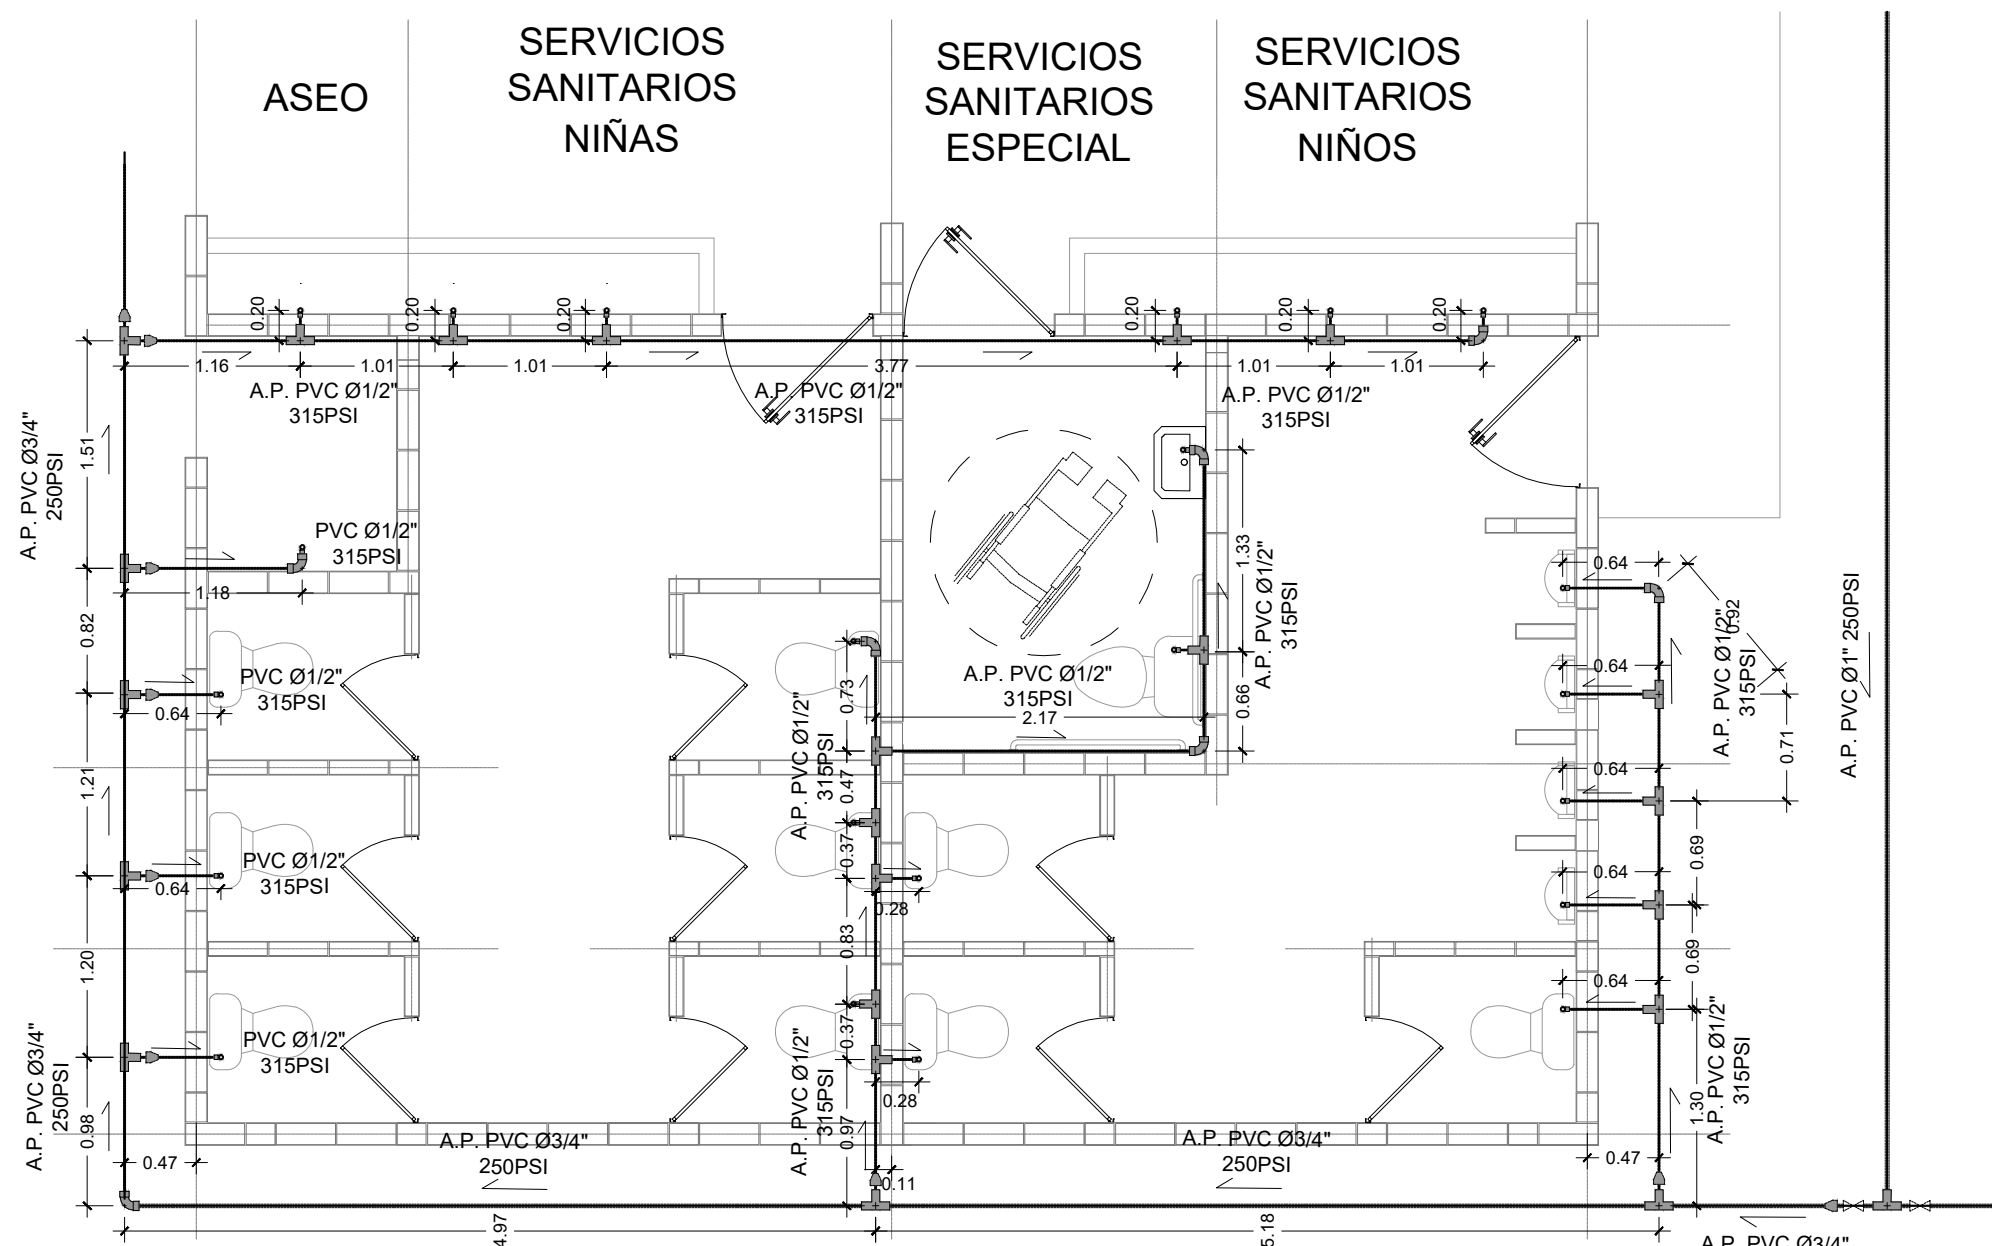 SERVICIOS
SANITARIOS
NIÑAS
SERVICIOS
SANITARIOS
ESPECIAL
SERVICIOS
SANITARIOS
NIÑOS
ASEO
0.20
0.20
0.20
0.20
0.20
0.20
1.16
1.01
1.01
3.77
1.01
1.01
A.P. PVC Ø1/2"
315PSI
A.P. PVC Ø1/2"
315PSI
A.P. PVC Ø1/2"
315PSI
A.P. PVC Ø3/4"
250PSI
1.51
PVC Ø1/2"
315PSI
1.18
0.82
PVC Ø1/2"
315PSI
0.64
1.21
PVC Ø1/2"
315PSI
0.64
1.20
PVC Ø1/2"
315PSI
A.P. PVC Ø3/4"
250PSI
0.98
0.47
A.P. PVC Ø3/4"
250PSI
4.97
A.P. PVC Ø1/2"
315PSI
0.73
0.47
0.37
0.28
0.83
0.37
0.28
A.P. PVC Ø1/2"
315PSI
0.97
0.11
A.P. PVC Ø1/2"
315PSI
2.17
1.33
A.P. PVC Ø1/2"
315PSI
0.66
A.P. PVC Ø3/4"
250PSI
5.18
0.64
0.64
0.64
0.64
0.64
0.92
A.P. PVC Ø1/2"
315PSI
0.71
0.69
0.69
1.30
A.P. PVC Ø1/2"
315PSI
0.47
A.P. PVC Ø1" 250PSI
A.P. PVC Ø3/4"